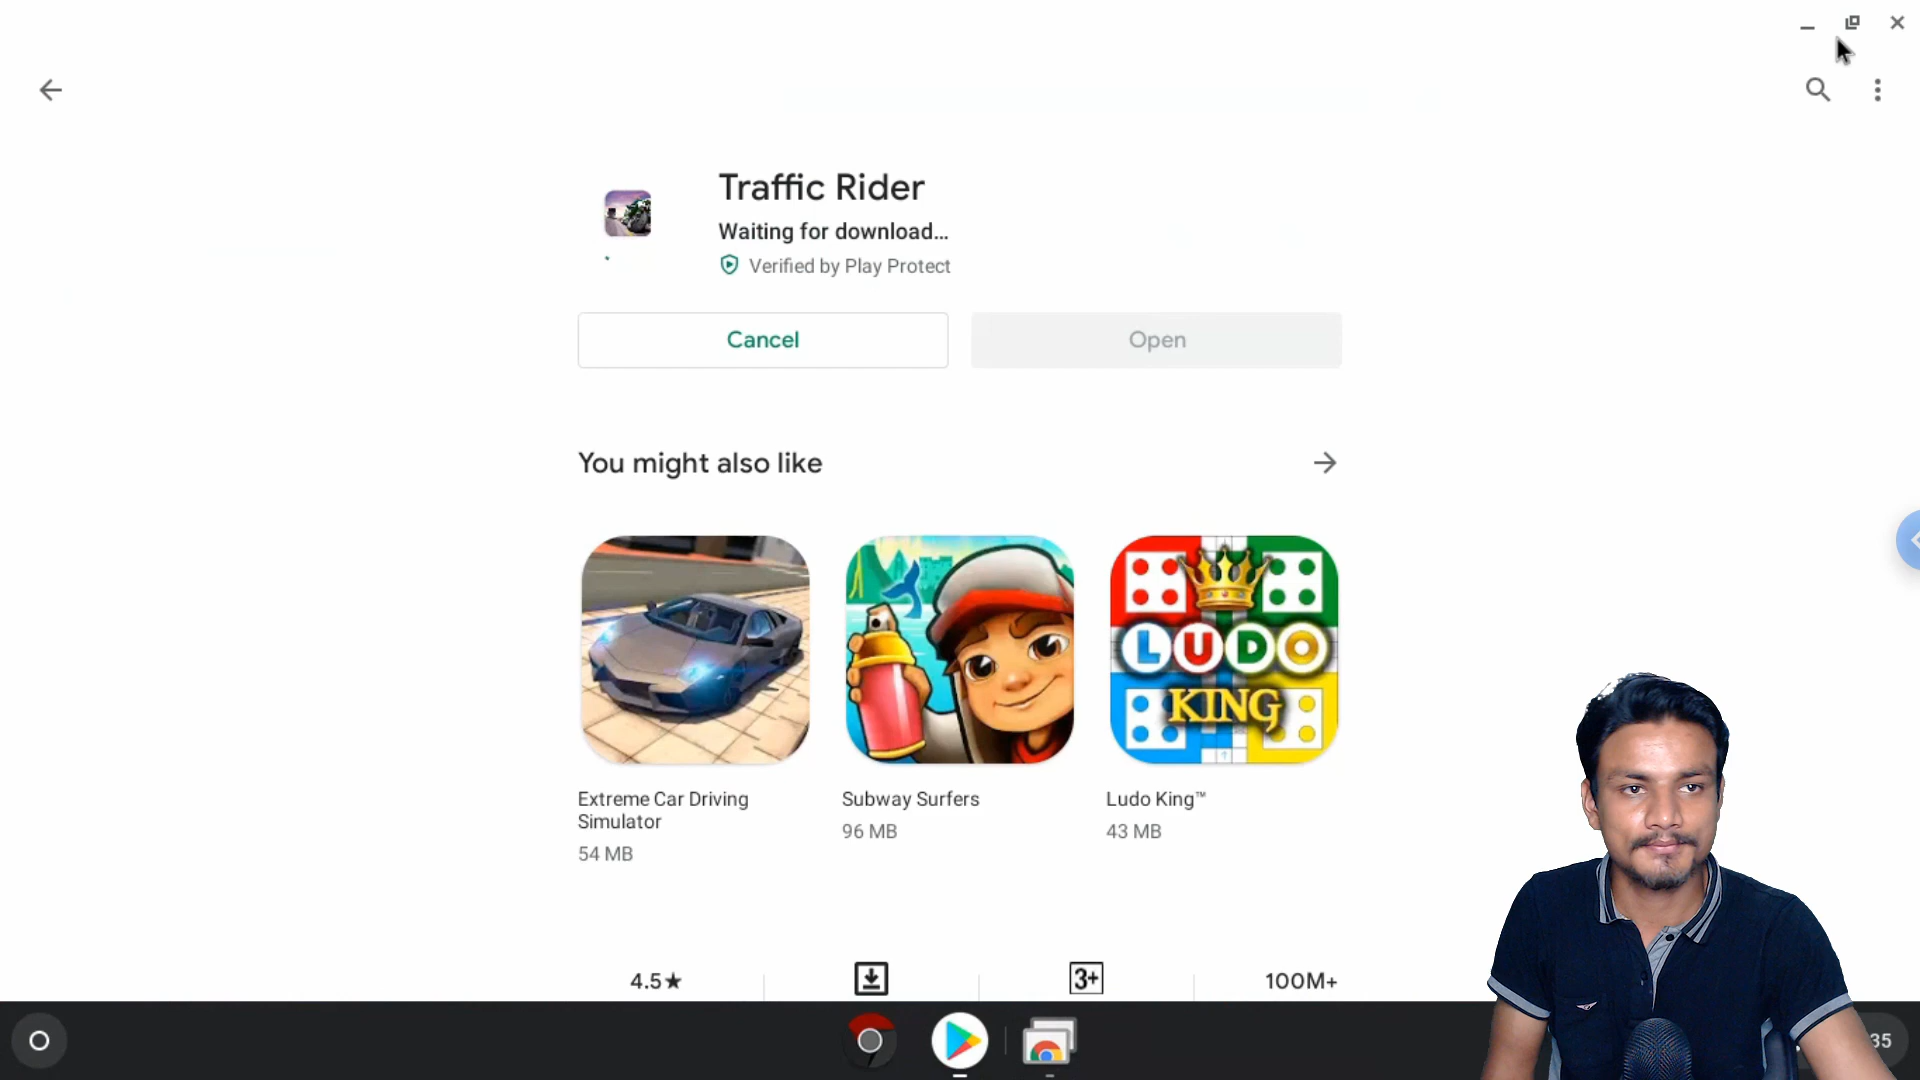 Traffic Rider
Waiting for download...
Verified by Play Protect
Cancel
Open
You might also like
LUDO
KING
Extreme Car Driving
Simulator
54 MB
Subway Surfers
96 MB
Ludo King™
43 MB
4.5★
3+
100M+
35